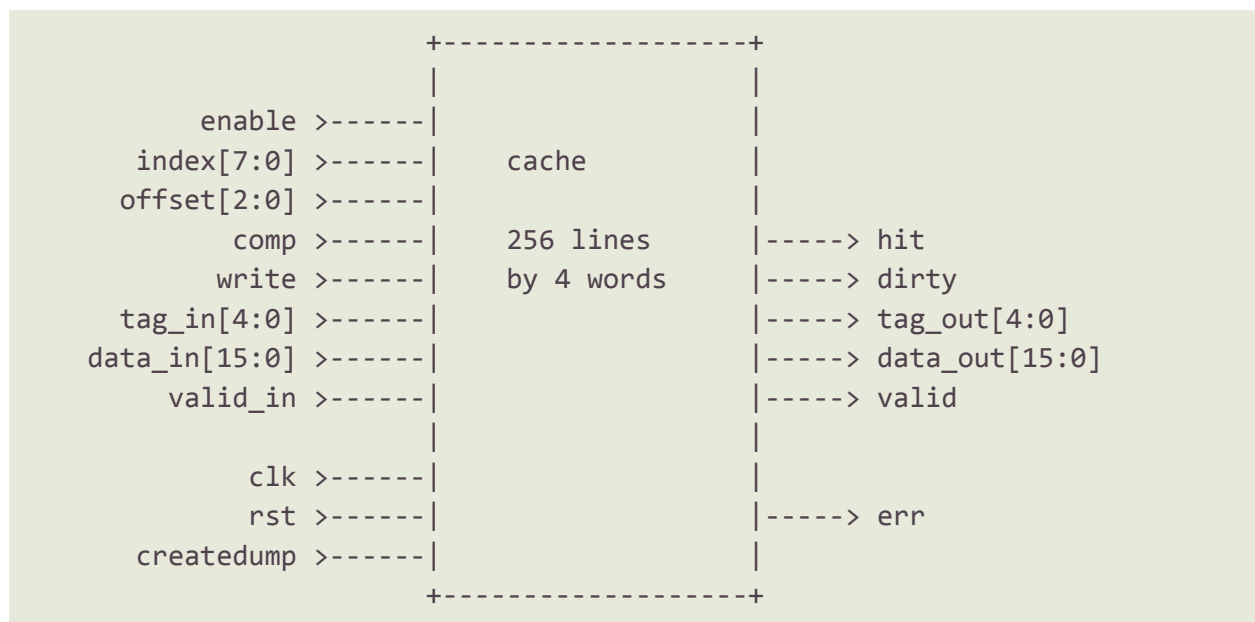 +-------------------+
|                   |
enable >------|                   |
index[7:0] >------|    cache          |
offset[2:0] >------|                   |
comp >------|    256 lines      |-----> hit
write >------|    by 4 words     |-----> dirty
tag_in[4:0] >------|                   |-----> tag_out[4:0]
data_in[15:0] >------|                   |-----> data_out[15:0]
valid_in >------|                   |-----> valid
|                   |
clk >------|                   |
rst >------|                   |-----> err
createdump >------|                   |
+-------------------+